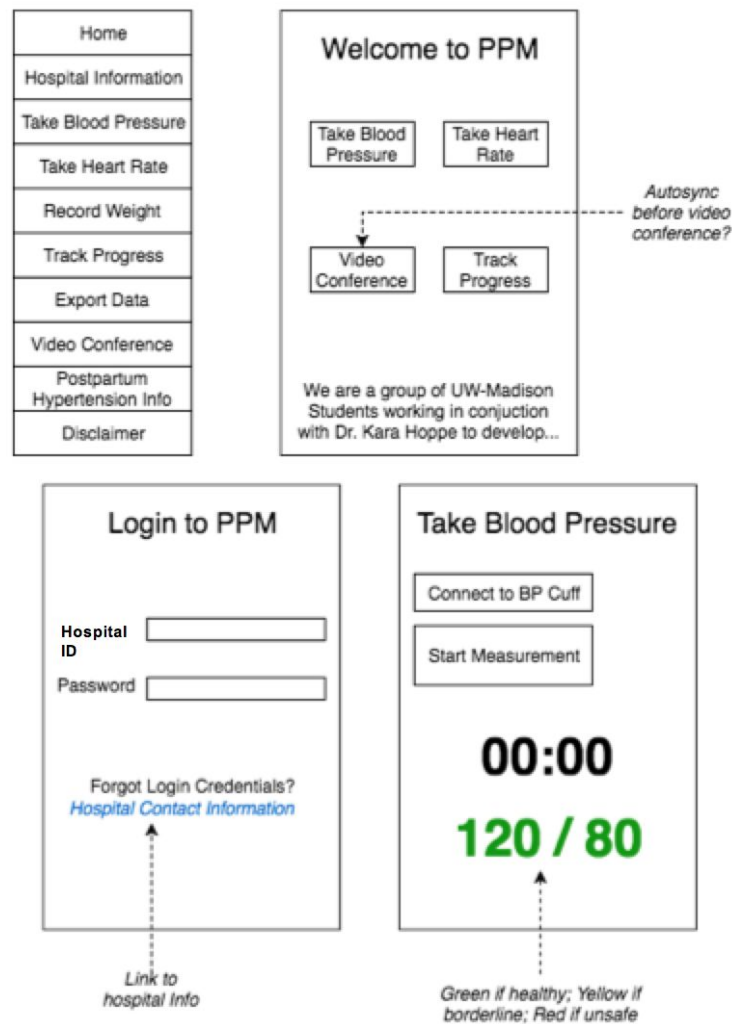 Home
Hospital Information
Take Blood Pressure
Take Heart Rate
Record Weight
Track Progress
Export Data
Video Conference
Postpartum
Hypertension Info
Disclaimer
Welcome to PPM
Take Blood
Pressure
Take Heart
Rate
Autosync
before video
conference?
Video
Conference
Track
Progress
We are a group of UW-Madison
Students working in conjuction
with Dr. Kara Hoppe to develop...
Login to PPM
Hospital
ID
Password
Forgot Login Credentials?
Hospital Contact Information
Link to
hospital Info
Take Blood Pressure
Connect to BP Cuff
Start Measurement
00:00
120 / 80
Green if healthy; Yellow if
borderline; Red if unsafe